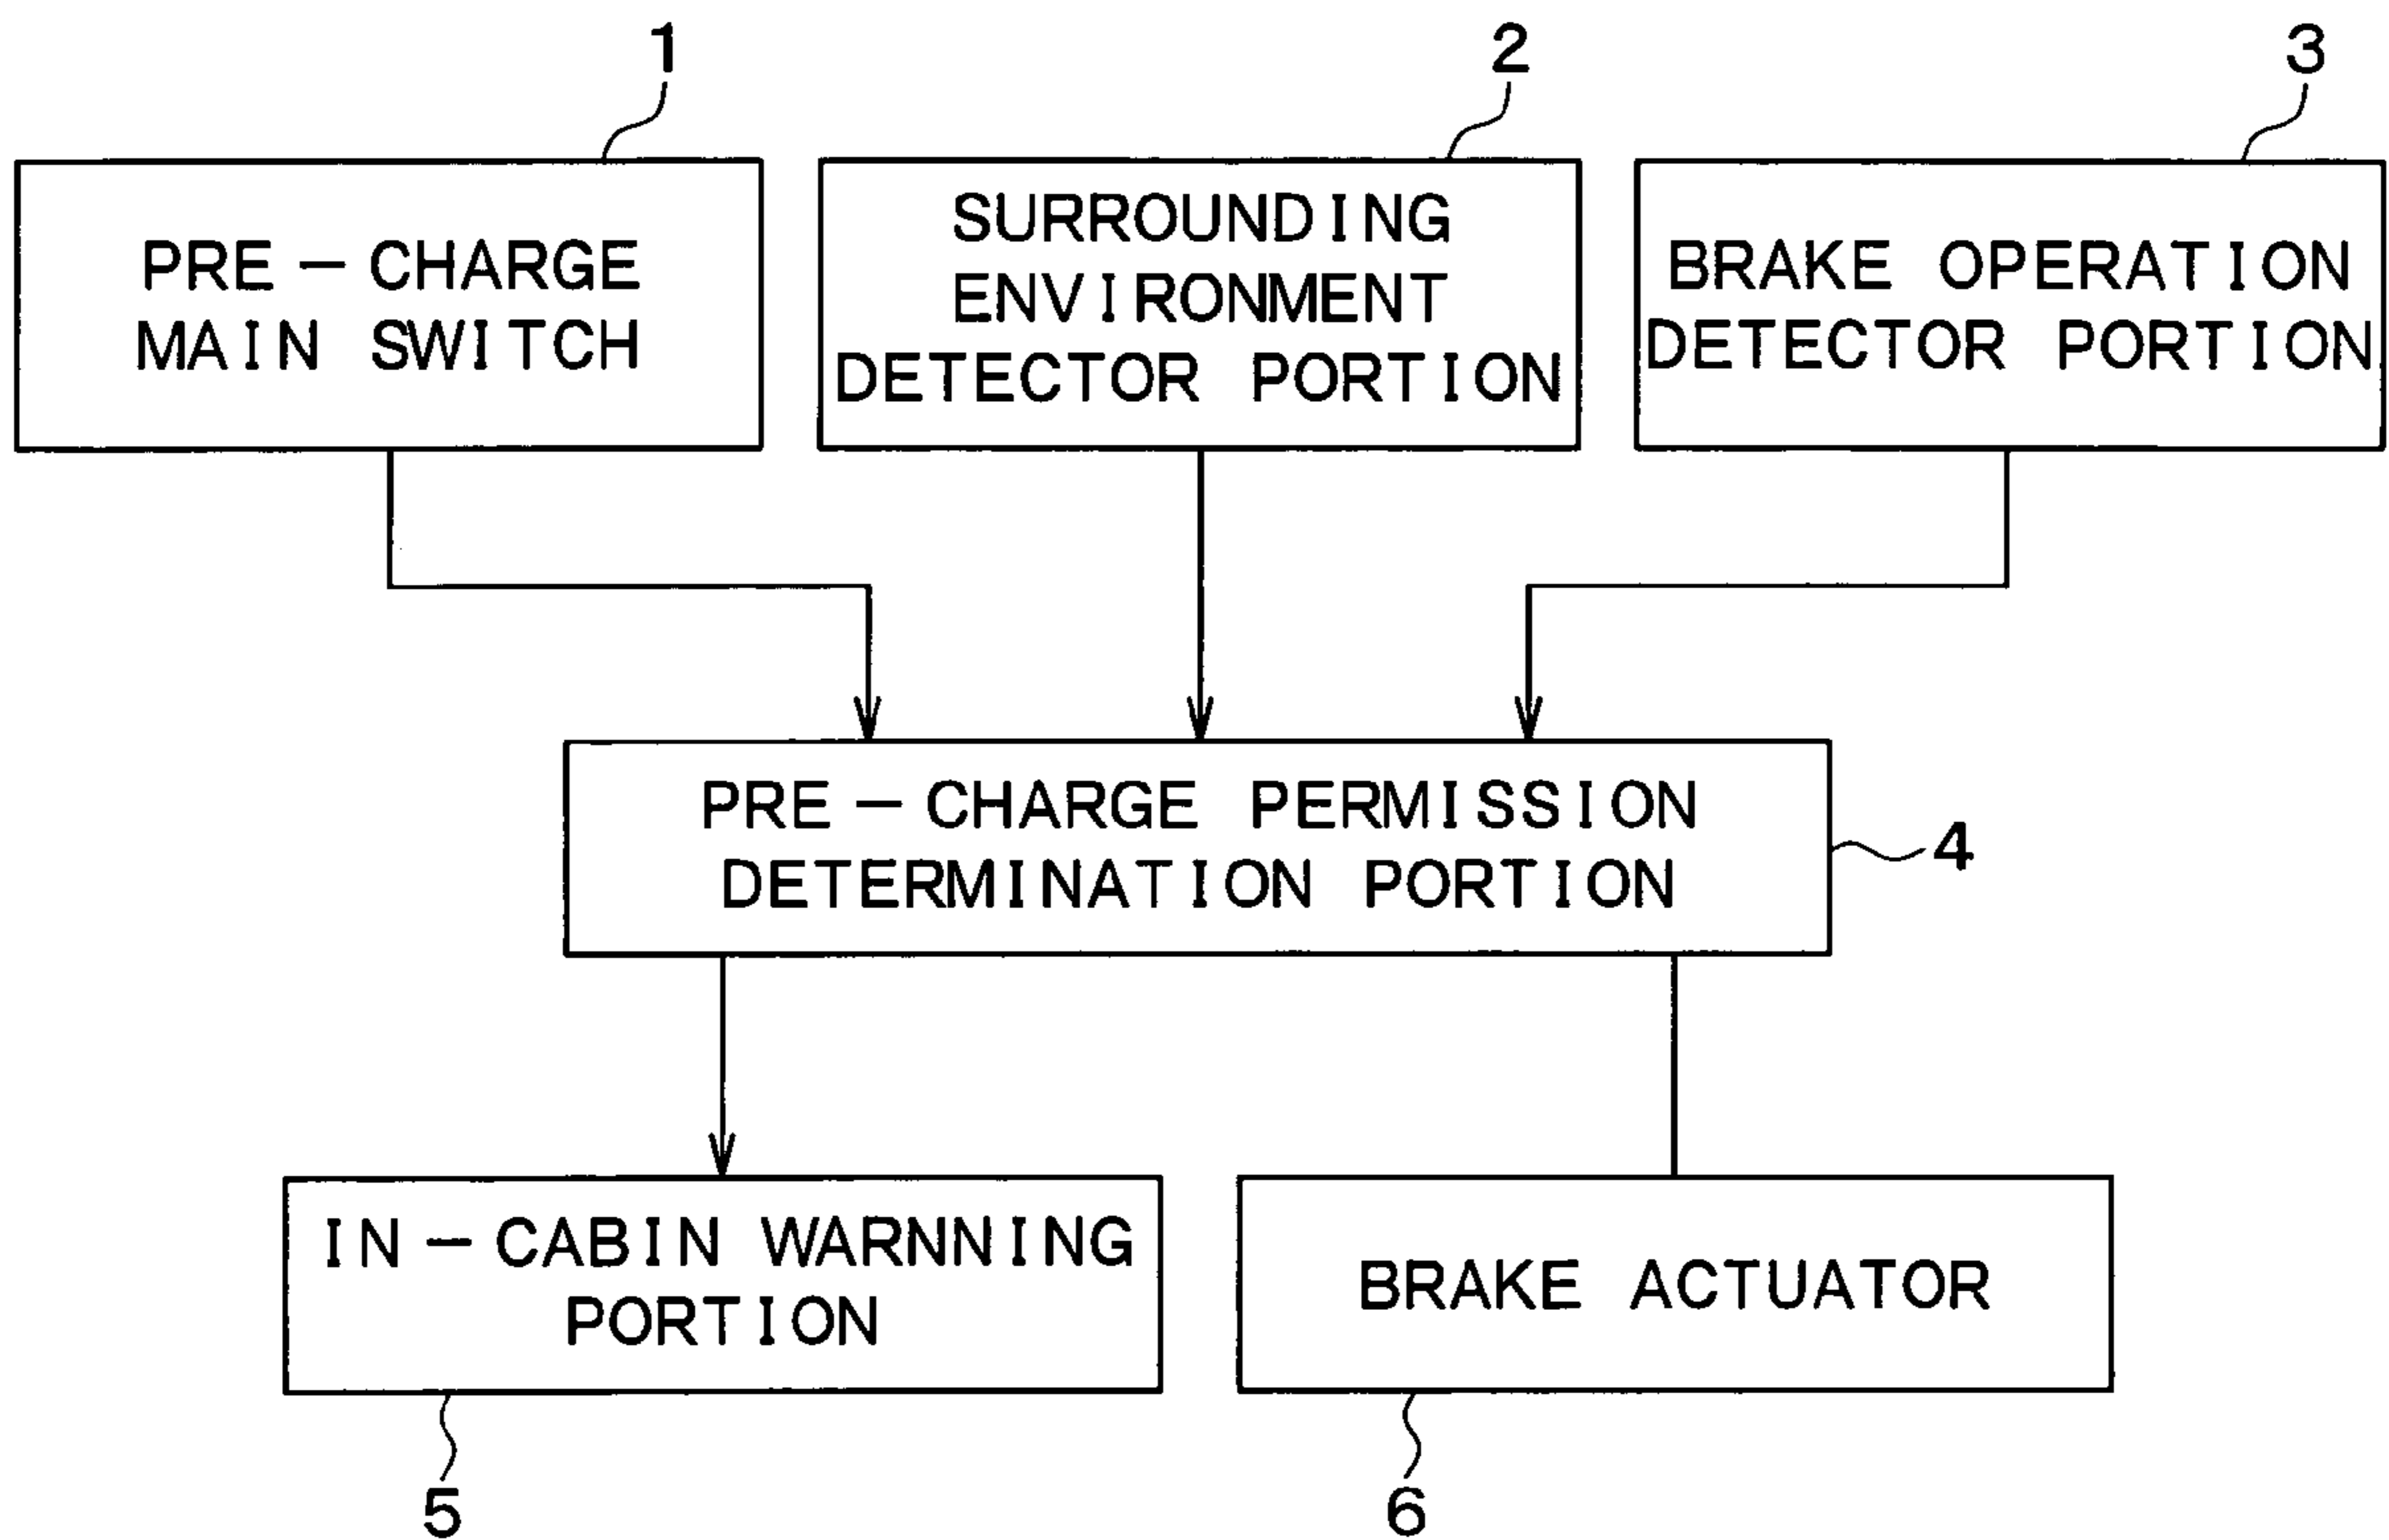 1
2
3
PRE-CHARGE
MAIN SWITCH
SURROUNDING
ENVIRONMENT
DETECTOR PORTION
BRAKE OPERATION
DETECTOR PORTION
PRE-CHARGE PERMISSION
DETERMINATION PORTION
4
IN-CABIN WARNNING
PORTION
BRAKE ACTUATOR
5
6